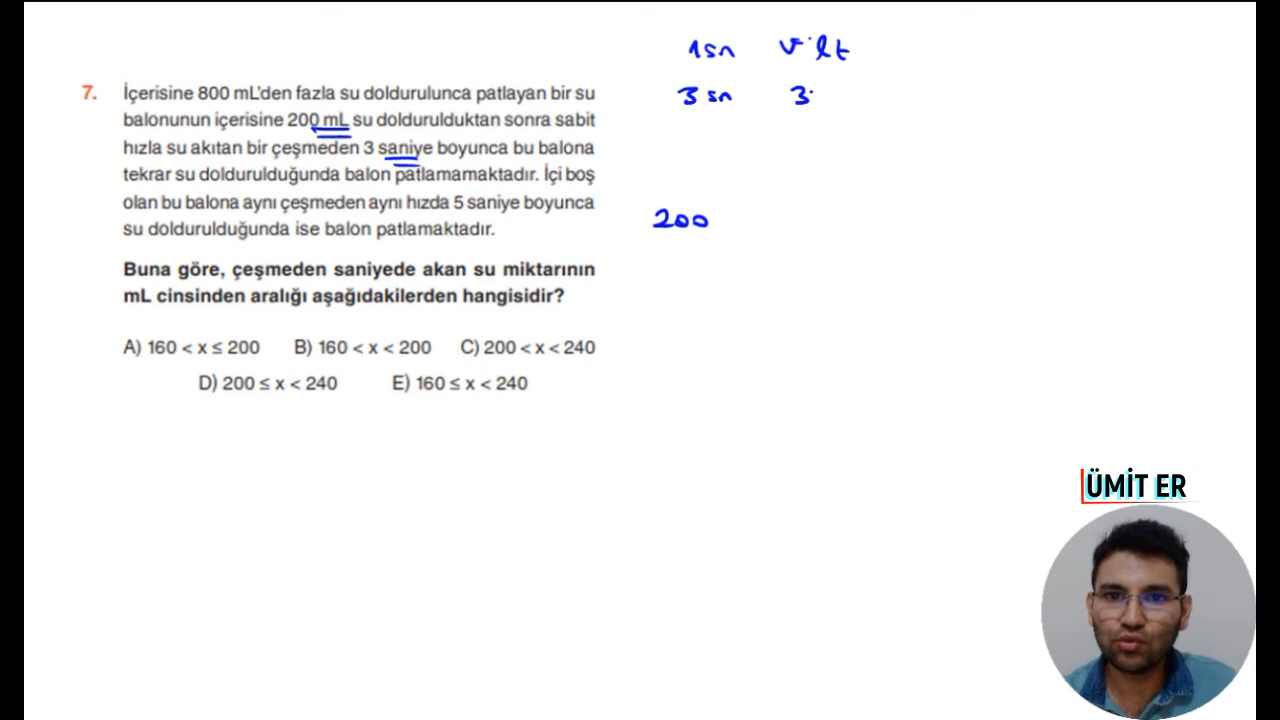 7. İçerisine 800 mL'den fazla su doldurulunca patlayan bir su
balonunun içerisine 200 mL su doldurulduktan sonra sabit
hızla su akıtan bir çeşmeden 3 saniye boyunca bu balona
tekrar su doldurulduğunda balon patlamamaktadır. İçi boş
olan bu balona aynı çeşmeden aynı hızda 5 saniye boyunca
su doldurulduğunda ise balon patlamaktadır.
Buna göre, çeşmeden saniyede akan su miktarının
mL cinsinden aralığı aşağıdakilerden hangisidir?
A) 160 < x ≤ 200 B) 160 < x < 200 C) 200 < x < 240
D) 200 ≤ x < 240 E) 160 ≤ x < 240
1 sn v lt
3 sn 3
200
ÜMİT ER